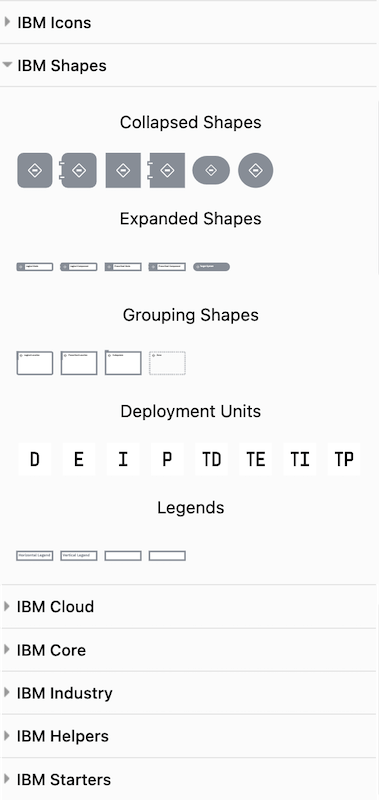 IBM Icons
IBM Shapes
Collapsed Shapes
Expanded Shapes
Grouping Shapes
Deployment Units
D E I P TD TE TI TP
Legends
Horizontal Legend Vertical Legend
IBM Cloud
IBM Core
IBM Industry
IBM Helpers
IBM Starters